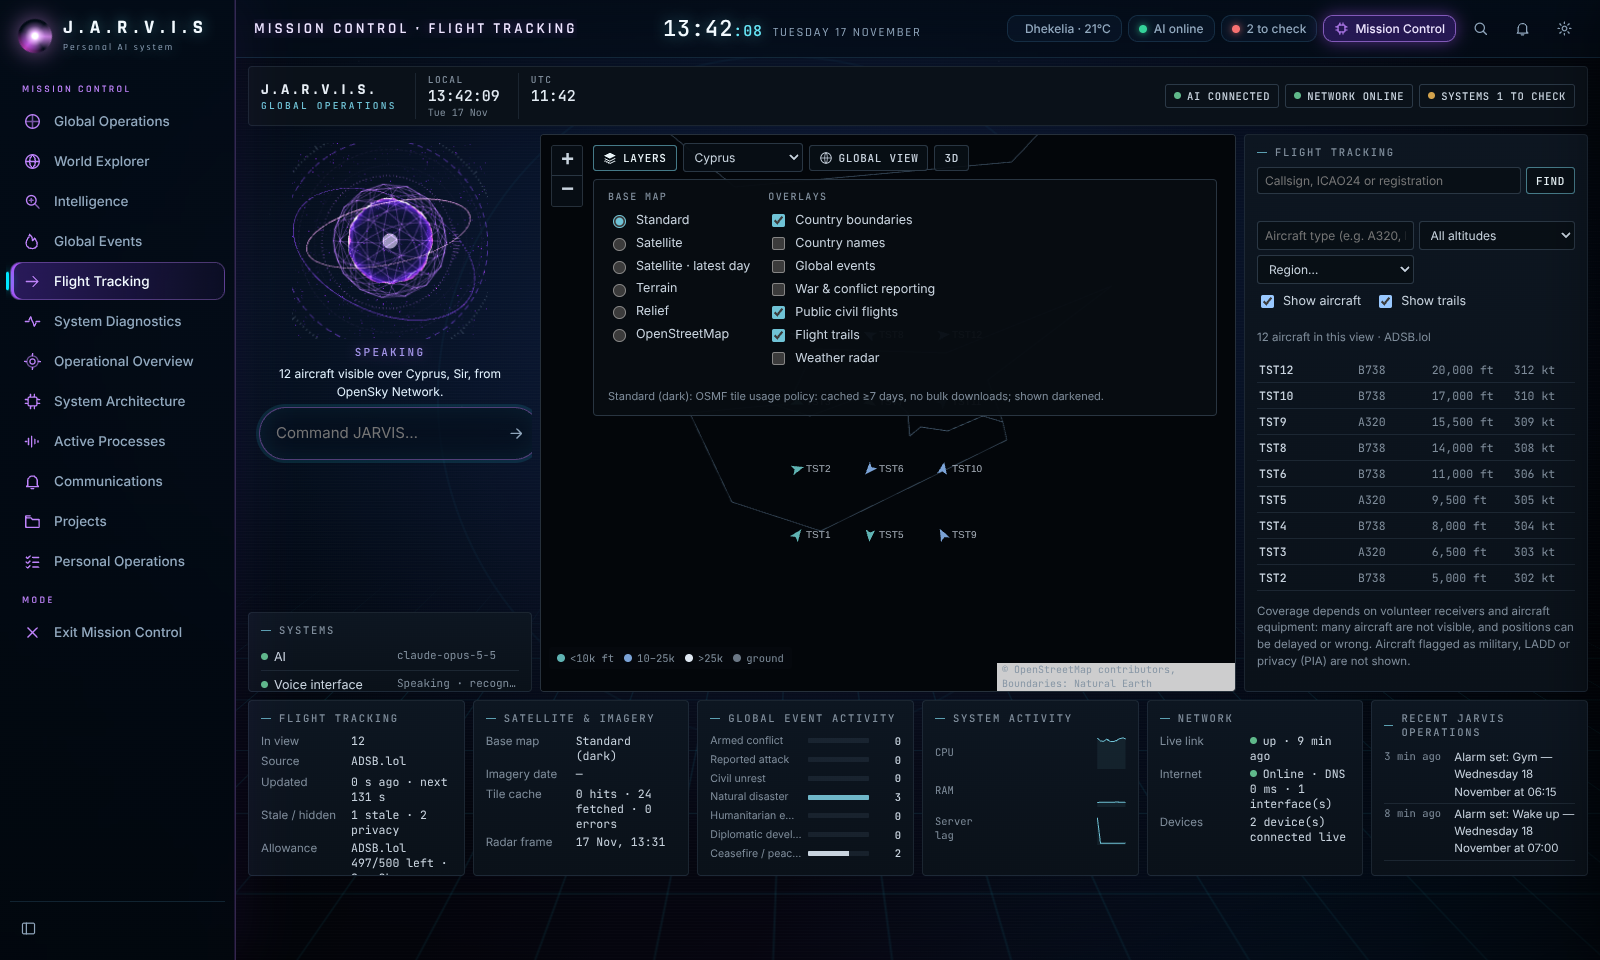 J.A.R.V.I.S
Personal AI system
MISSION CONTROL
Global Operations
World Explorer
Intelligence
Global Events
Flight Tracking
System Diagnostics
Operational Overview
System Architecture
Active Processes
Communications
Projects
Personal Operations
MODE
Exit Mission Control
MISSION CONTROL · FLIGHT TRACKING
13:42:08 TUESDAY 17 NOVEMBER
Dhekelia · 21°C
AI online
2 to check
Mission Control
J.A.R.V.I.S.
GLOBAL OPERATIONS
LOCAL
13:42:09
Tue 17 Nov
UTC
11:42
AI CONNECTED
NETWORK ONLINE
SYSTEMS 1 TO CHECK
SPEAKING
12 aircraft visible over Cyprus, Sir, from
OpenSky Network.
Command JARVIS...
SYSTEMS
AI claude-opus-5-5
Voice interface Speaking · recogn…
+
−
LAYERS
Cyprus
GLOBAL VIEW
3D
BASE MAP
Standard
Satellite
Satellite · latest day
Terrain
Relief
OpenStreetMap
OVERLAYS
Country boundaries
Country names
Global events
War & conflict reporting
Public civil flights
Flight trails
Weather radar
Standard (dark): OSMF tile usage policy: cached ≥7 days, no bulk downloads; shown darkened.
TST2 TST6 TST10
TST1 TST5 TST9
<10k ft 10–25k >25k ground
© OpenStreetMap contributors,
Boundaries: Natural Earth
FLIGHT TRACKING
Callsign, ICAO24 or registration
FIND
Aircraft type (e.g. A320,
All altitudes
Region...
Show aircraft Show trails
12 aircraft in this view · ADSB.lol
TST12 B738 20,000 ft 312 kt
TST10 B738 17,000 ft 310 kt
TST9 A320 15,500 ft 309 kt
TST8 B738 14,000 ft 308 kt
TST6 B738 11,000 ft 306 kt
TST5 A320 9,500 ft 305 kt
TST4 B738 8,000 ft 304 kt
TST3 A320 6,500 ft 303 kt
TST2 B738 5,000 ft 302 kt
Coverage depends on volunteer receivers and aircraft
equipment: many aircraft are not visible, and positions can
be delayed or wrong. Aircraft flagged as military, LADD or
privacy (PIA) are not shown.
FLIGHT TRACKING
In view 12
Source ADSB.lol
Updated 0 s ago · next
131 s
Stale / hidden 1 stale · 2
privacy
Allowance ADSB.lol
497/500 left ·
SATELLITE & IMAGERY
Base map Standard
(dark)
Imagery date —
Tile cache 0 hits · 24
fetched · 0
errors
Radar frame 17 Nov, 13:31
GLOBAL EVENT ACTIVITY
Armed conflict 0
Reported attack 0
Civil unrest 0
Natural disaster 3
Humanitarian e… 0
Diplomatic devel… 0
Ceasefire / peac… 2
SYSTEM ACTIVITY
CPU
RAM
Server
lag
NETWORK
Live link up · 9 min
ago
Internet Online · DNS
0 ms · 1
interface(s)
Devices 2 device(s)
connected live
RECENT JARVIS
OPERATIONS
3 min ago Alarm set: Gym —
Wednesday 18
November at 06:15
8 min ago Alarm set: Wake up —
Wednesday 18
November at 07:00